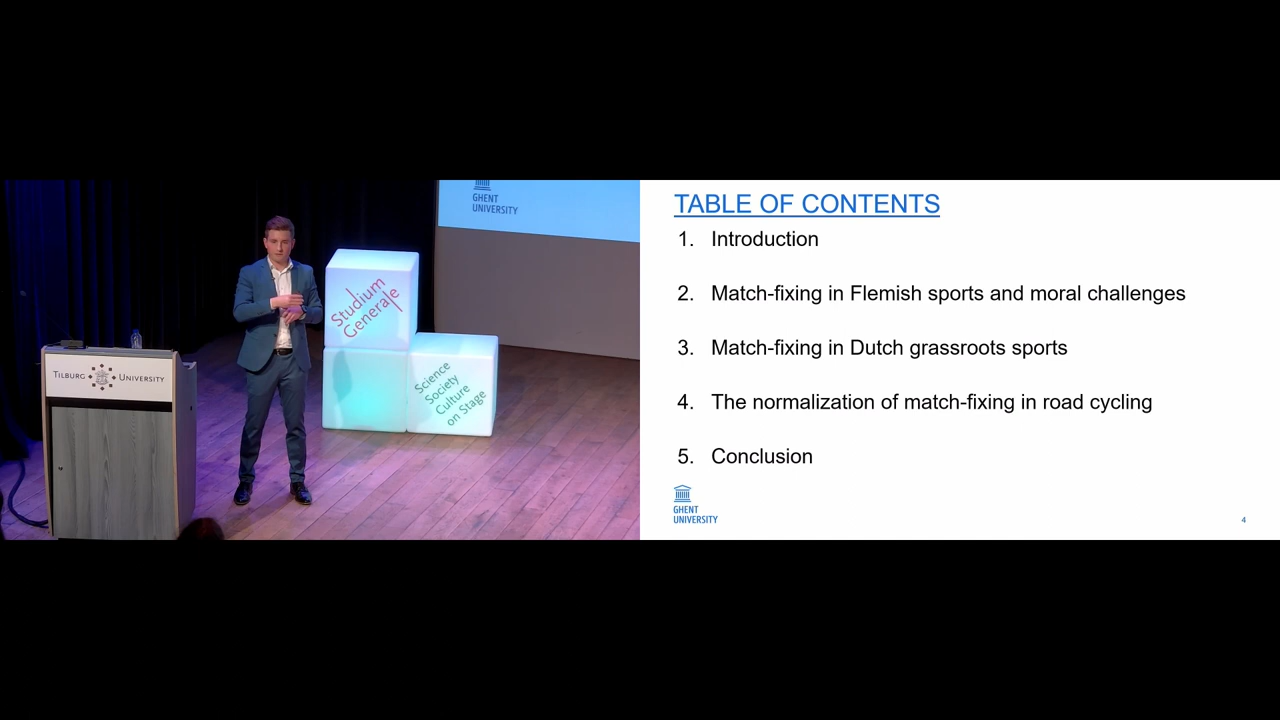 GHENT
UNIVERSITY
Studium
Generale
Science
Society
Culture
on Stage
TILBURG UNIVERSITY
TABLE OF CONTENTS
1. Introduction
2. Match-fixing in Flemish sports and moral challenges
3. Match-fixing in Dutch grassroots sports
4. The normalization of match-fixing in road cycling
5. Conclusion
GHENT
UNIVERSITY
4